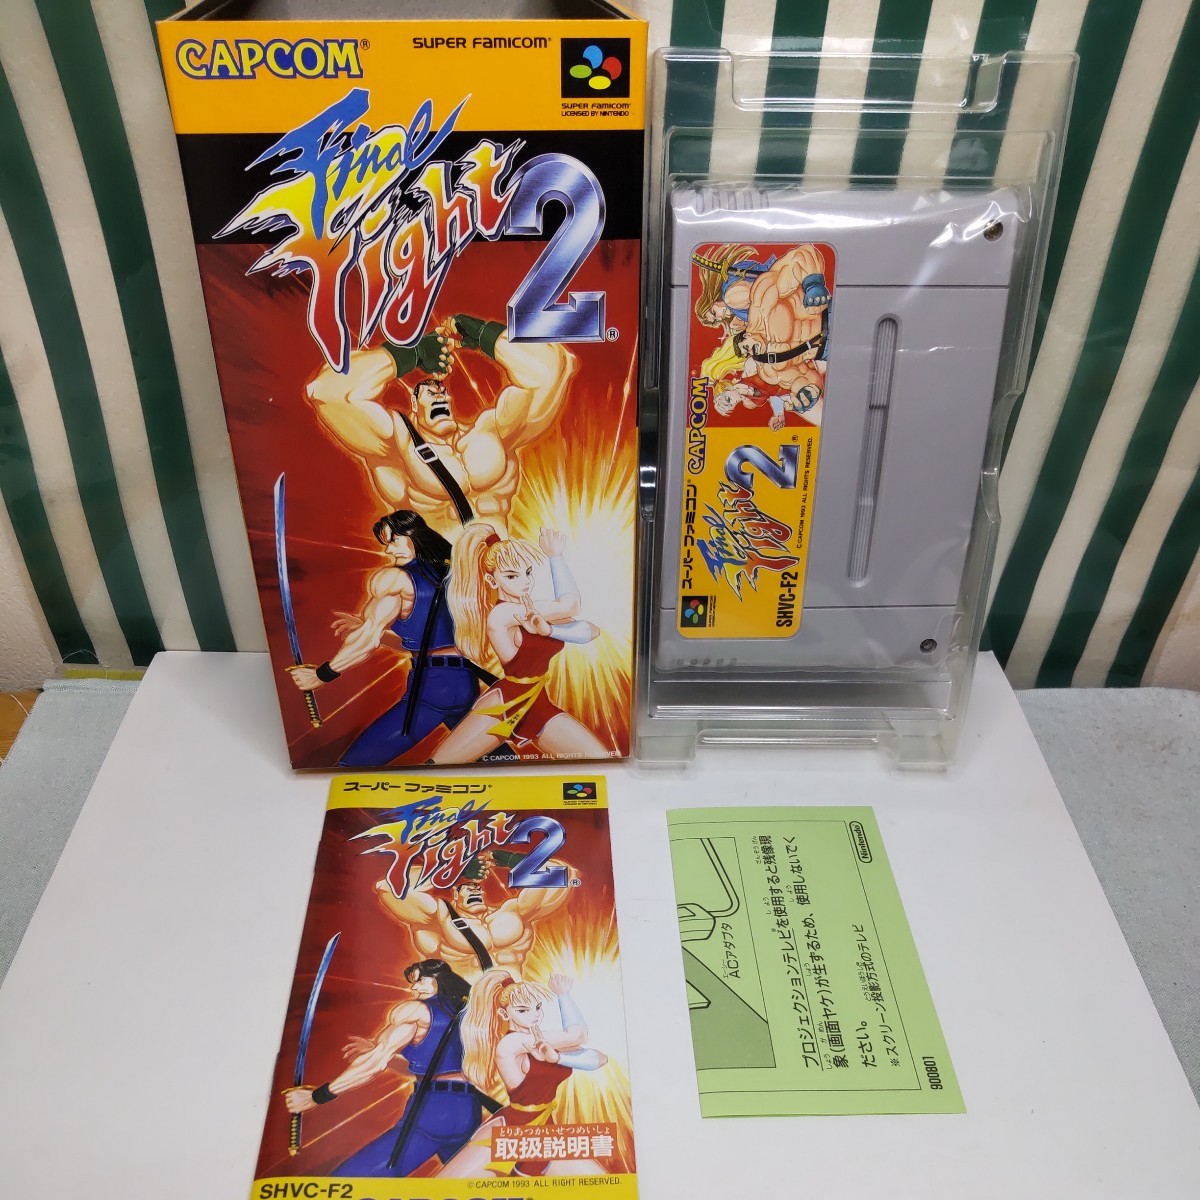 CAPCOM®
SUPER FAMICOM®
SUPER FAMICOM®
LICENSED BY NINTENDO
Final
Fight 2®
C CAPCOM 1993 ALL RIGHTS RESERVED
スーパーファミコン® CAPCOM®
Final
Fight 2®
© CAPCOM 1993 ALL RIGHTS RESERVED.
SHVC-F2
スーパーファミコン®
Final
Fight 2®
とりあつかいせつめいしょ
取扱説明書
© CAPCOM 1993 ALL RIGHT RESERVED.
SHVC-F2
CAPCOM®
エーシー
ACアダプタ
プロジェクションテレビを使用すると残像現
象(画面ヤケ)が生ずるため、使用しないでく
ださい。
※スクリーン投影方式のテレビ
900801
Nintendo